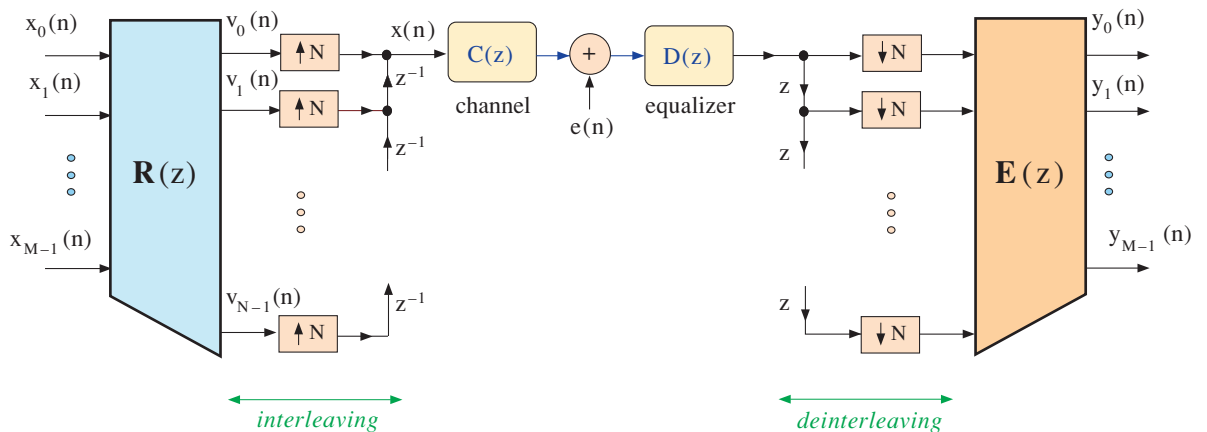 x₀(n) v₀(n) ↑N x(n) C(z) + D(z) ↓N y₀(n)
x₁(n) v₁(n) z⁻¹ z y₁(n)
↑N channel e(n) equalizer ↓N
z⁻¹ z
R(z) E(z)
x_{M−1}(n) y_{M−1}(n)
v_{N−1}(n) z⁻¹ z
↑N ↓N
interleaving deinterleaving